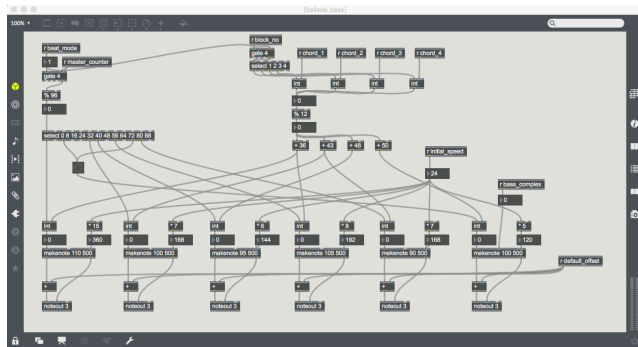 [ballade_base]
100%
r beat_mode
r block_no
1
r master_counter
gate 4
r chord_1
r chord_2
r chord_3
r chord_4
gate 4
select 1 2 3 4
% 96
int
int
int
int
0
0
% 12
0
select 0 8 16 24 32 40 48 56 64 72 80 88
+ 36
+ 43
+ 48
+ 50
r initial_speed
24
r bass_complex
0
int
* 15
int
* 7
int
* 6
int
* 8
int
* 7
int
* 5
0
360
0
168
0
144
0
192
0
168
0
120
makenote 110 500
makenote 100 500
makenote 95 500
makenote 105 500
makenote 90 500
makenote 100 500
r default_offset
+
+
+
+
+
+
noteout 3
noteout 3
noteout 3
noteout 3
noteout 3
noteout 3